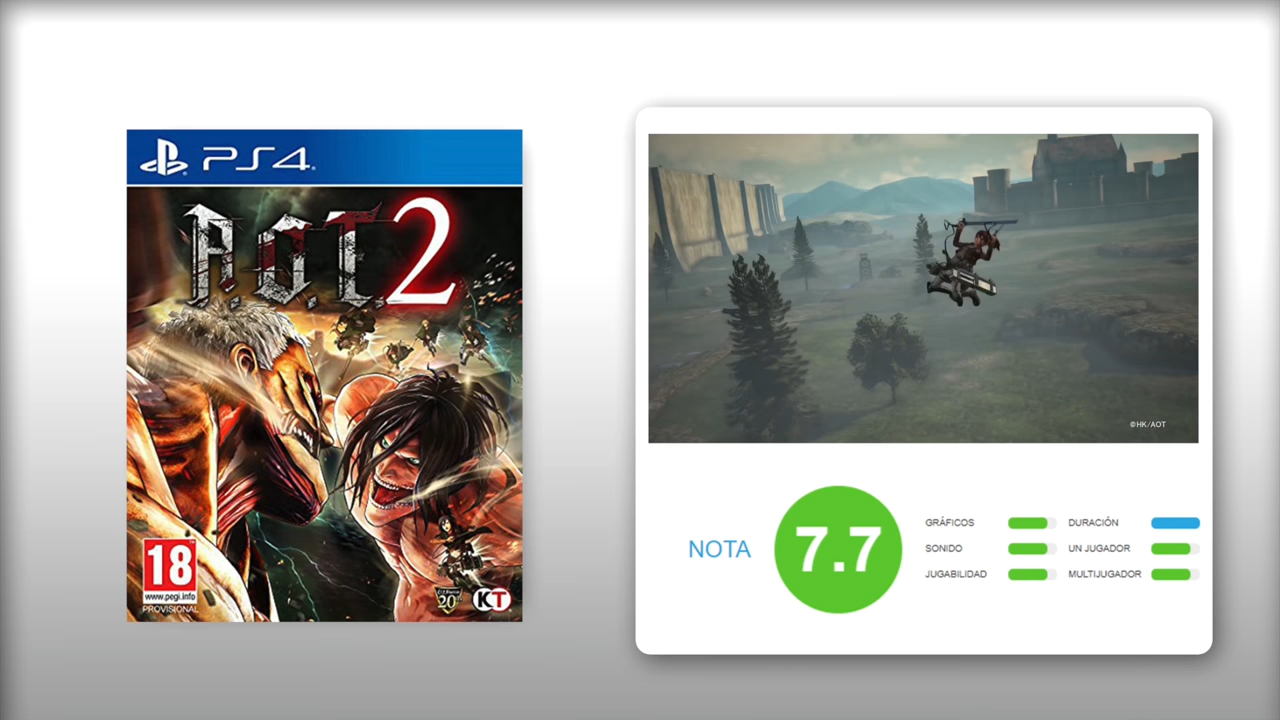 PS4
A.O.T.2
18
www.pegi.info
PROVISIONAL
20
KT
©HK/AOT
NOTA
7.7
GRÁFICOS
SONIDO
JUGABILIDAD
DURACIÓN
UN JUGADOR
MULTIJUGADOR